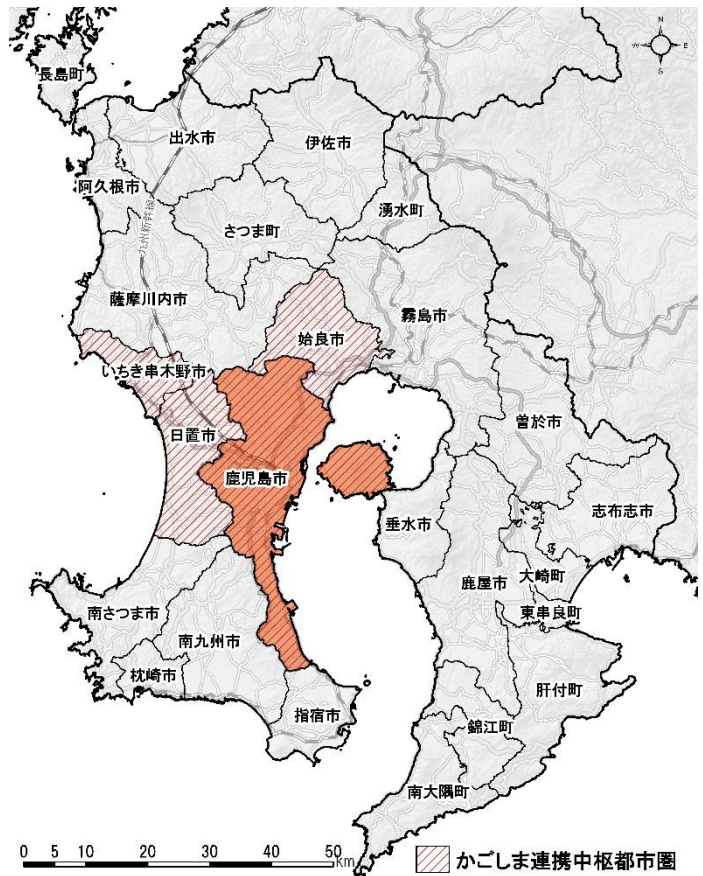 N
W
E
S
長島町
出水市
伊佐市
阿久根市
湧水町
九州新幹線
さつま町
薩摩川内市
霧島市
姶良市
いちき串木野市
日置市
曽於市
鹿児島市
志布志市
垂水市
鹿屋市
大崎町
東串良町
南さつま市
南九州市
枕崎市
肝付町
指宿市
錦江町
南大隅町
0 5 10 20 30 40 50
km
かごしま連携中枢都市圏